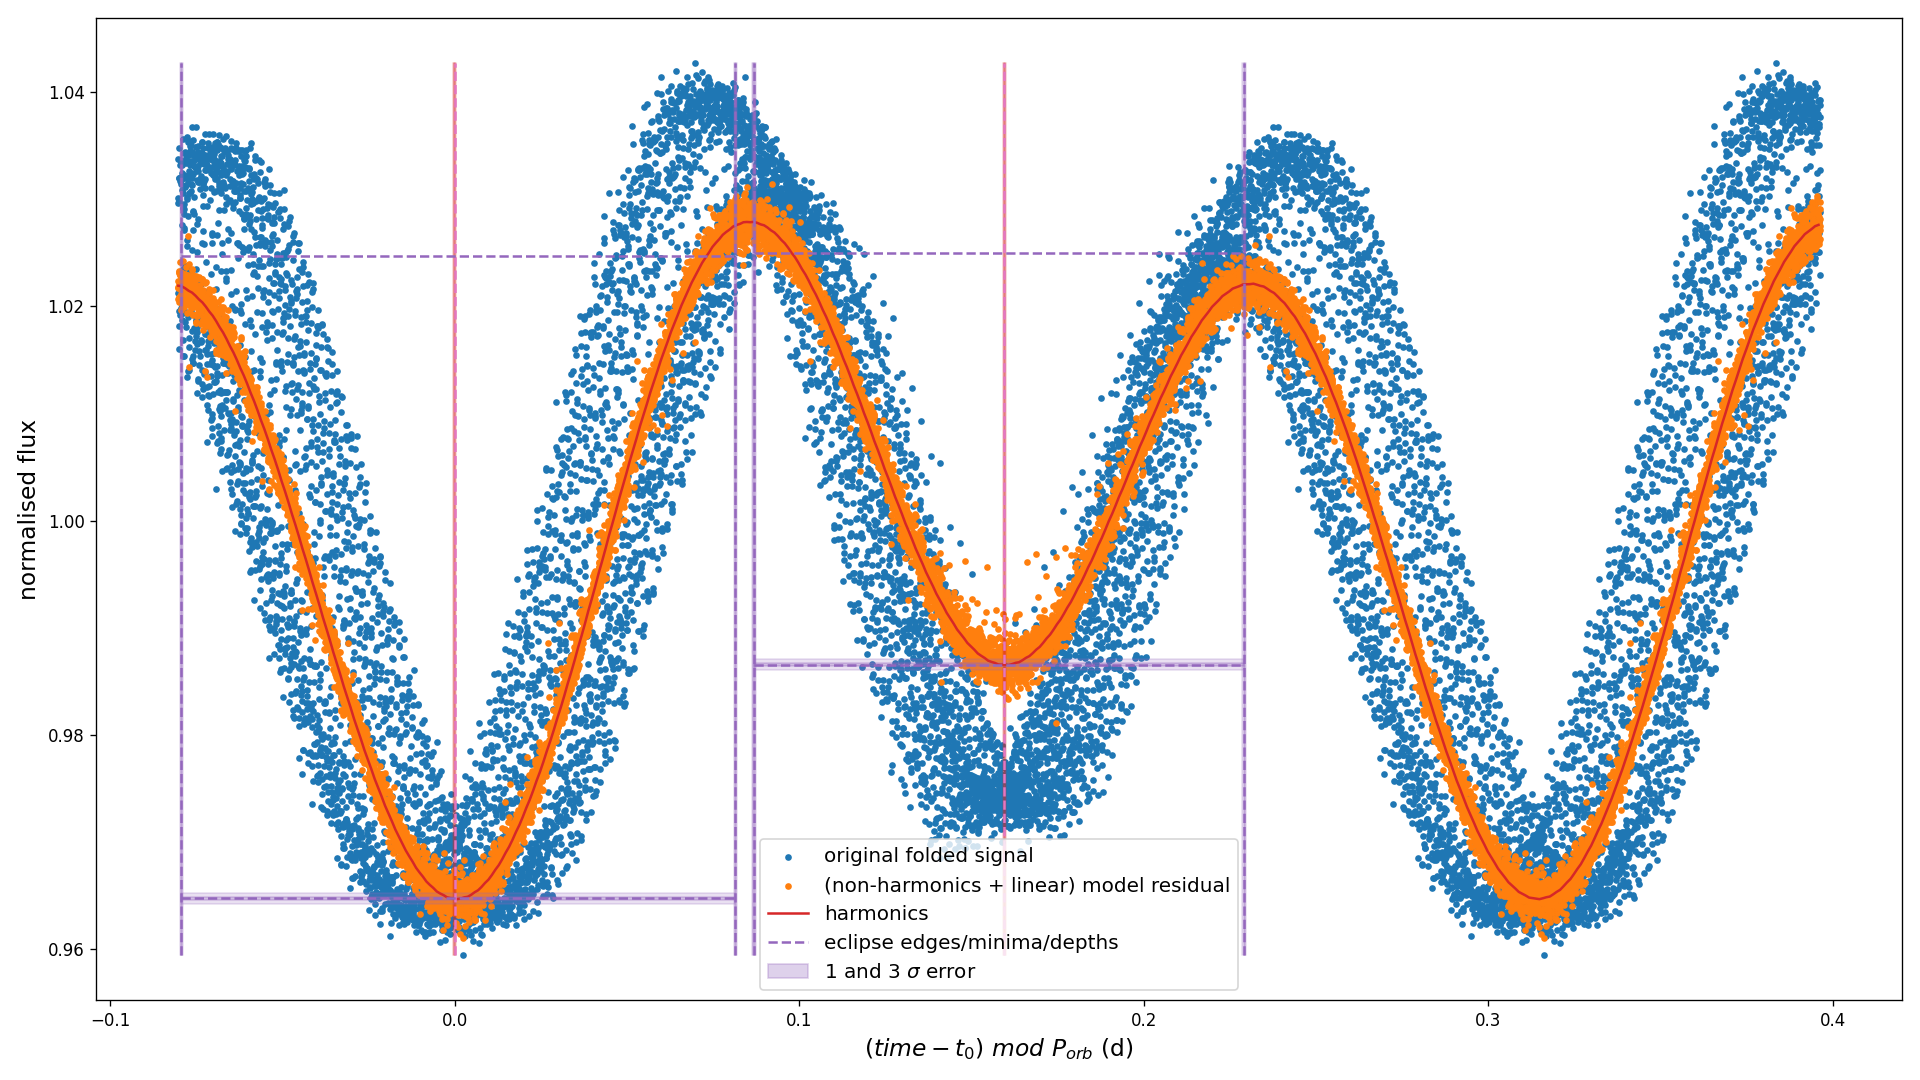 normalised flux
1.04
1.02
1.00
0.98
0.96
original folded signal
(non-harmonics + linear) model residual
harmonics
eclipse edges/minima/depths
1 and 3 σ error
−0.1 0.0 0.1 0.2 0.3 0.4
(time − t₀) mod P_orb (d)